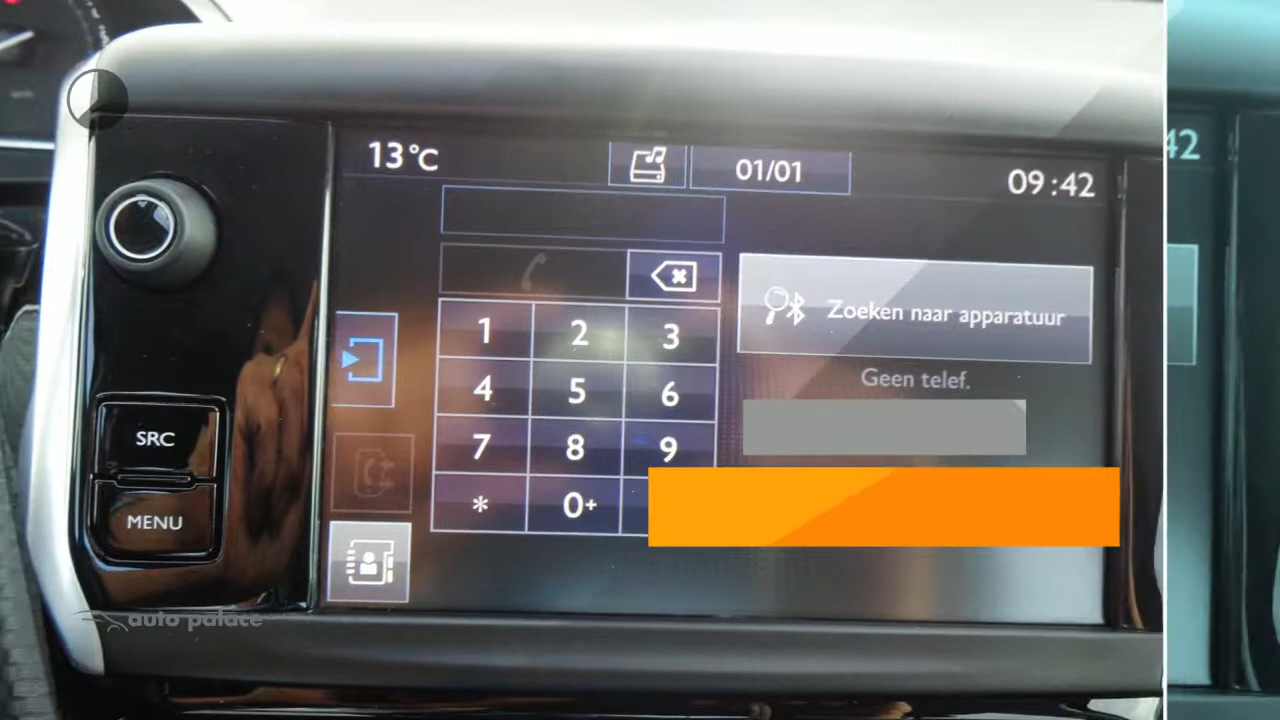 13°C
01/01
09:42
1 2 3
Zoeken naar apparatuur
Geen telef.
4 5 6
7 8 9
* 0+
SRC
MENU
auto palace
42